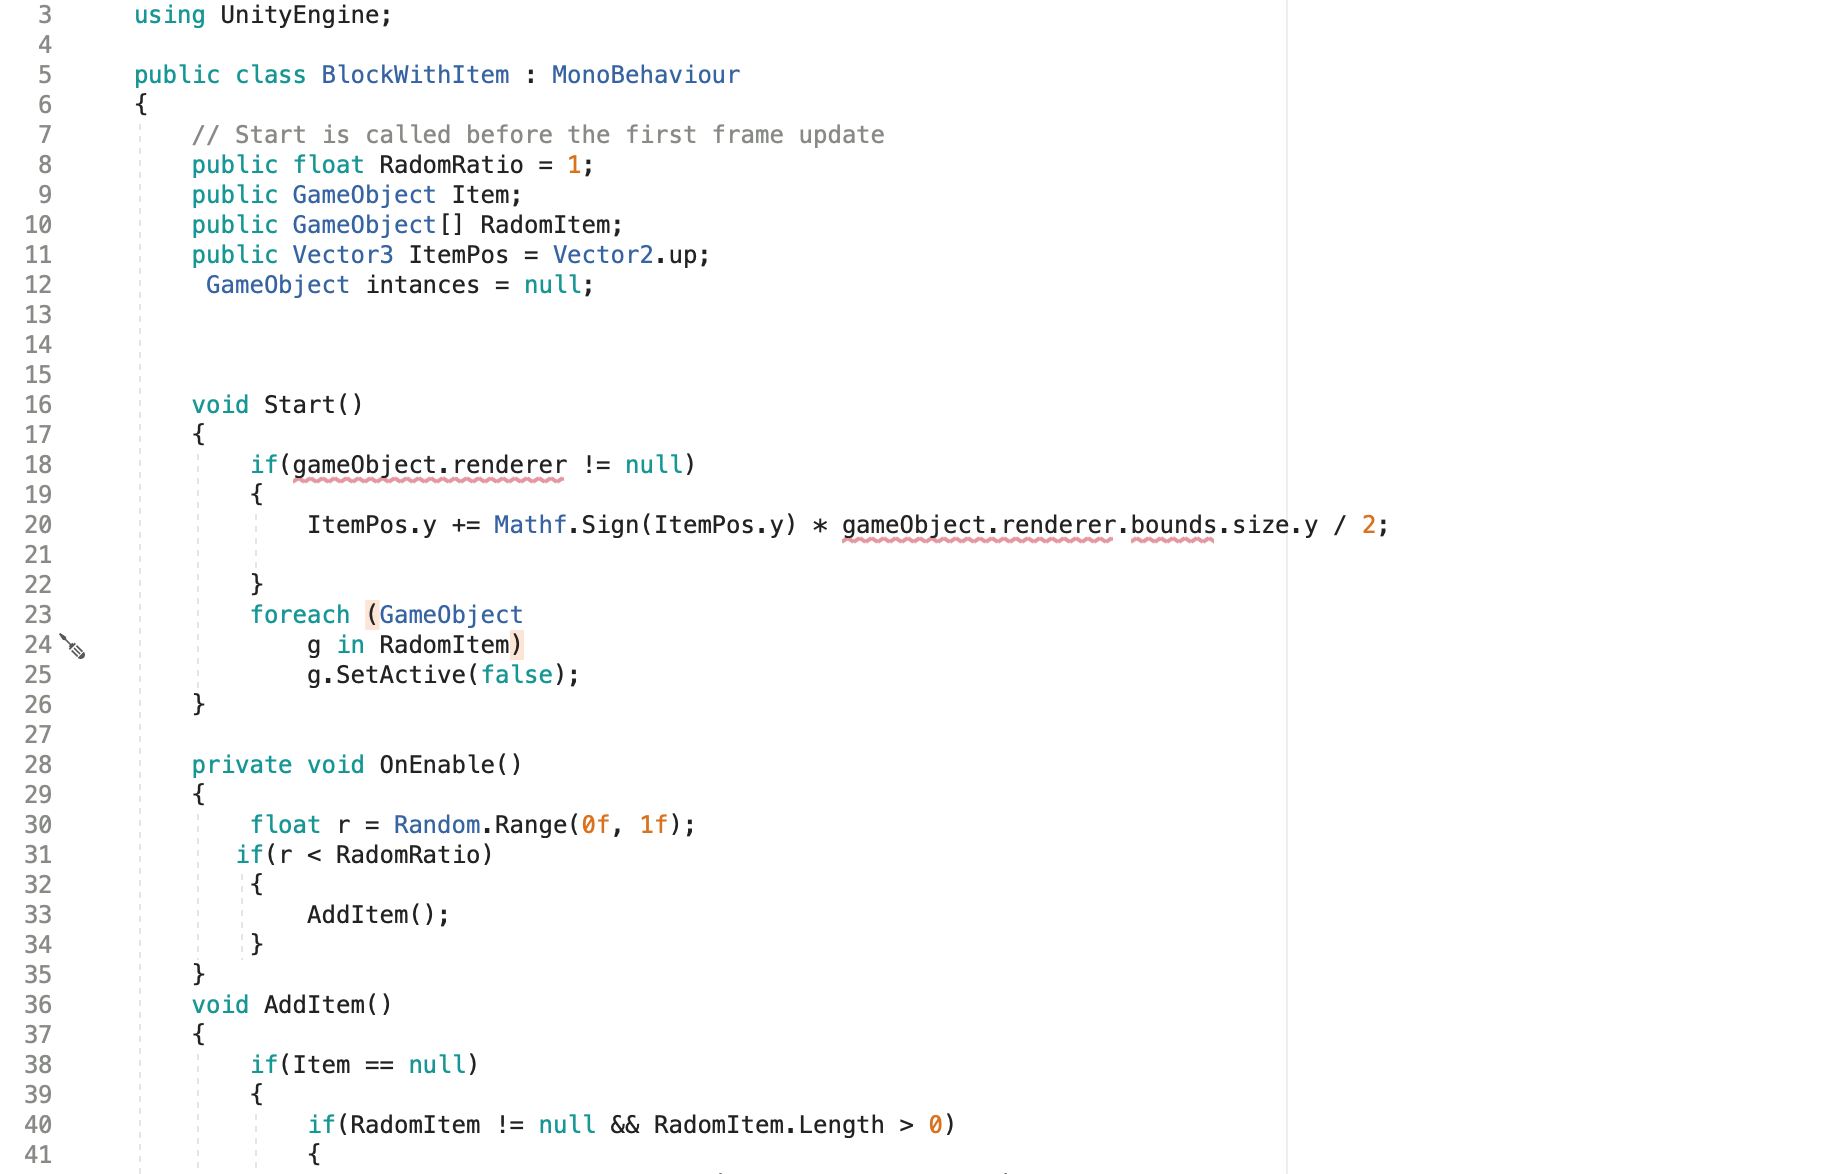 3 using UnityEngine;
4
5 public class BlockWithItem : MonoBehaviour
6 {
7 // Start is called before the first frame update
8 public float RadomRatio = 1;
9 public GameObject Item;
10 public GameObject[] RadomItem;
11 public Vector3 ItemPos = Vector2.up;
12 GameObject intances = null;
13
14
15
16 void Start()
17 {
18 if(gameObject.renderer != null)
19 {
20 ItemPos.y += Mathf.Sign(ItemPos.y) * gameObject.renderer.bounds.size.y / 2;
21
22 }
23 foreach (GameObject
24 g in RadomItem)
25 g.SetActive(false);
26 }
27
28 private void OnEnable()
29 {
30 float r = Random.Range(0f, 1f);
31 if(r < RadomRatio)
32 {
33 AddItem();
34 }
35 }
36 void AddItem()
37 {
38 if(Item == null)
39 {
40 if(RadomItem != null && RadomItem.Length > 0)
41 {